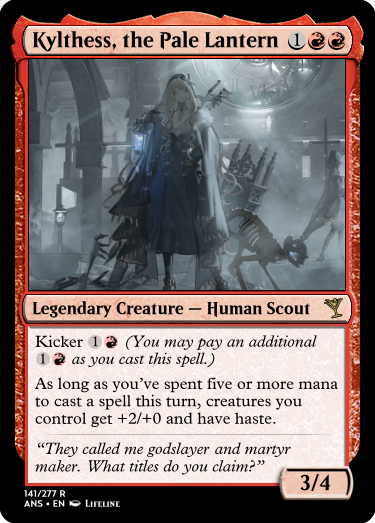 Kylthess, the Pale Lantern 1
Legendary Creature — Human Scout
Kicker 1 (You may pay an additional
1 as you cast this spell.)
As long as you've spent five or more mana
to cast a spell this turn, creatures you
control get +2/+0 and have haste.
“They called me godslayer and martyr
maker. What titles do you claim?”
3/4
141/277 R
ANS • EN Lifeline